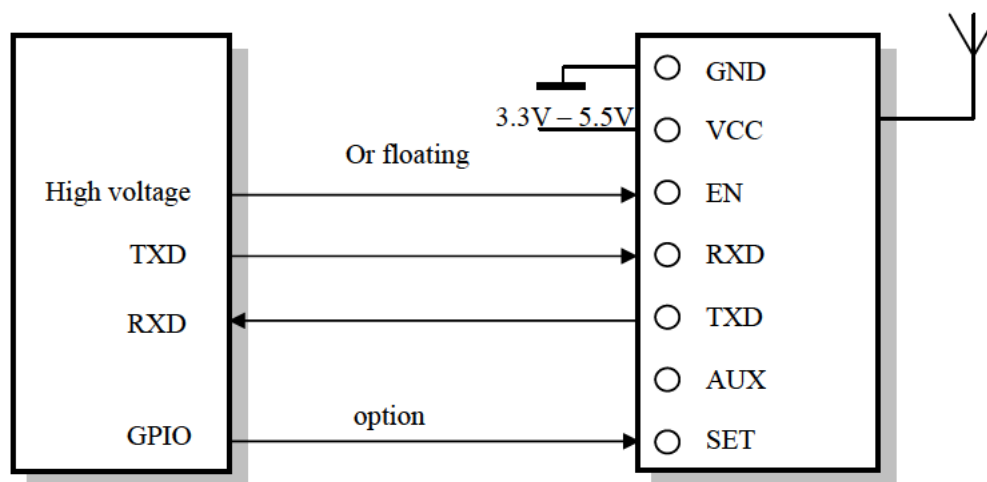 High voltage
TXD
RXD
GPIO
Or floating
option
3.3V – 5.5V
GND
VCC
EN
RXD
TXD
AUX
SET